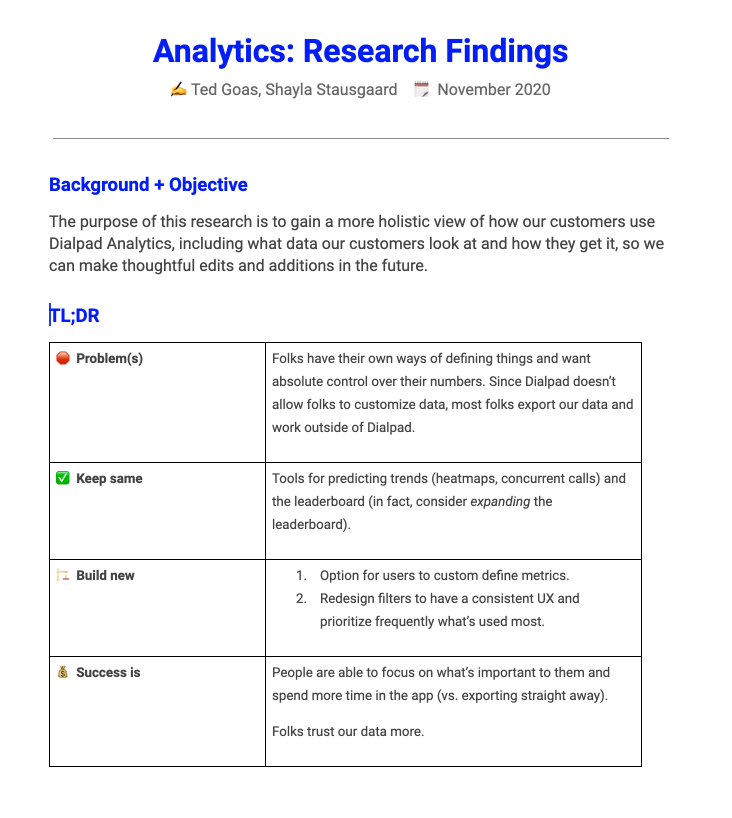 Analytics: Research Findings
✍️ Ted Goas, Shayla Stausgaard 🗓️ November 2020
Background + Objective
The purpose of this research is to gain a more holistic view of how our customers use
Dialpad Analytics, including what data our customers look at and how they get it, so we
can make thoughtful edits and additions in the future.
TL;DR
🛑 Problem(s)
Folks have their own ways of defining things and want
absolute control over their numbers. Since Dialpad doesn’t
allow folks to customize data, most folks export our data and
work outside of Dialpad.
✅ Keep same
Tools for predicting trends (heatmaps, concurrent calls) and
the leaderboard (in fact, consider expanding the
leaderboard).
🏗️ Build new
1. Option for users to custom define metrics.
2. Redesign filters to have a consistent UX and
prioritize frequently what’s used most.
💰 Success is
People are able to focus on what’s important to them and
spend more time in the app (vs. exporting straight away).
Folks trust our data more.